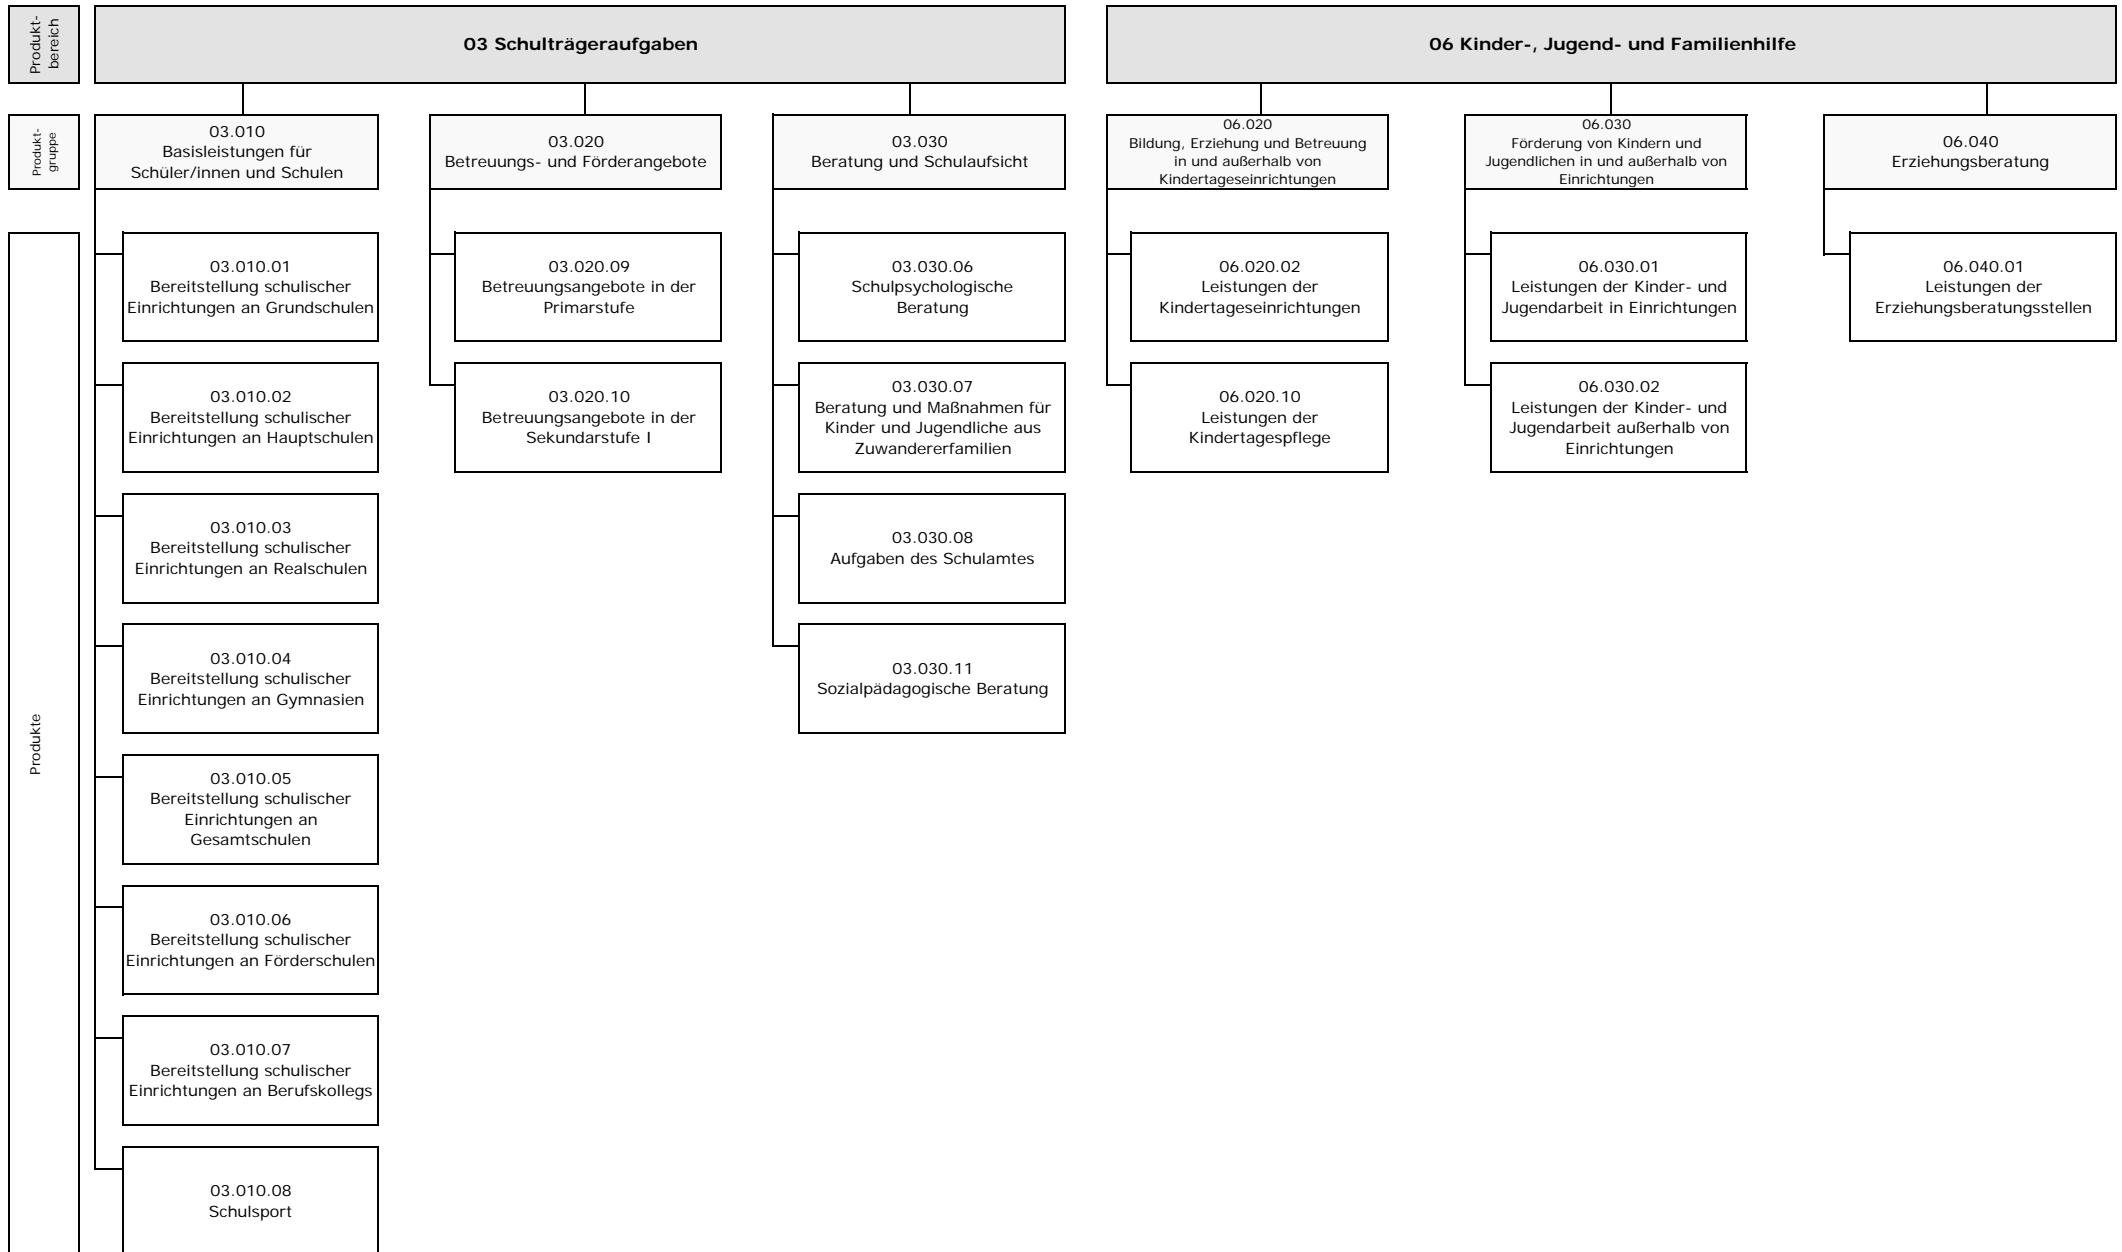 Produkt-
bereich
03 Schulträgeraufgaben
06 Kinder-, Jugend- und Familienhilfe
Produkt-
gruppe
03.010
Basisleistungen für
Schüler/innen und Schulen
03.020
Betreuungs- und Förderangebote
03.030
Beratung und Schulaufsicht
06.020
Bildung, Erziehung und Betreuung
in und außerhalb von
Kindertageseinrichtungen
06.030
Förderung von Kindern und
Jugendlichen in und außerhalb von
Einrichtungen
06.040
Erziehungsberatung
Produkte
03.010.01
Bereitstellung schulischer
Einrichtungen an Grundschulen
03.020.09
Betreuungsangebote in der
Primarstufe
03.030.06
Schulpsychologische
Beratung
06.020.02
Leistungen der
Kindertageseinrichtungen
06.030.01
Leistungen der Kinder- und
Jugendarbeit in Einrichtungen
06.040.01
Leistungen der
Erziehungsberatungsstellen
03.010.02
Bereitstellung schulischer
Einrichtungen an Hauptschulen
03.020.10
Betreuungsangebote in der
Sekundarstufe I
03.030.07
Beratung und Maßnahmen für
Kinder und Jugendliche aus
Zuwandererfamilien
06.020.10
Leistungen der
Kindertagespflege
06.030.02
Leistungen der Kinder- und
Jugendarbeit außerhalb von
Einrichtungen
03.010.03
Bereitstellung schulischer
Einrichtungen an Realschulen
03.030.08
Aufgaben des Schulamtes
03.010.04
Bereitstellung schulischer
Einrichtungen an Gymnasien
03.030.11
Sozialpädagogische Beratung
03.010.05
Bereitstellung schulischer
Einrichtungen an
Gesamtschulen
03.010.06
Bereitstellung schulischer
Einrichtungen an Förderschulen
03.010.07
Bereitstellung schulischer
Einrichtungen an Berufskollegs
03.010.08
Schulsport